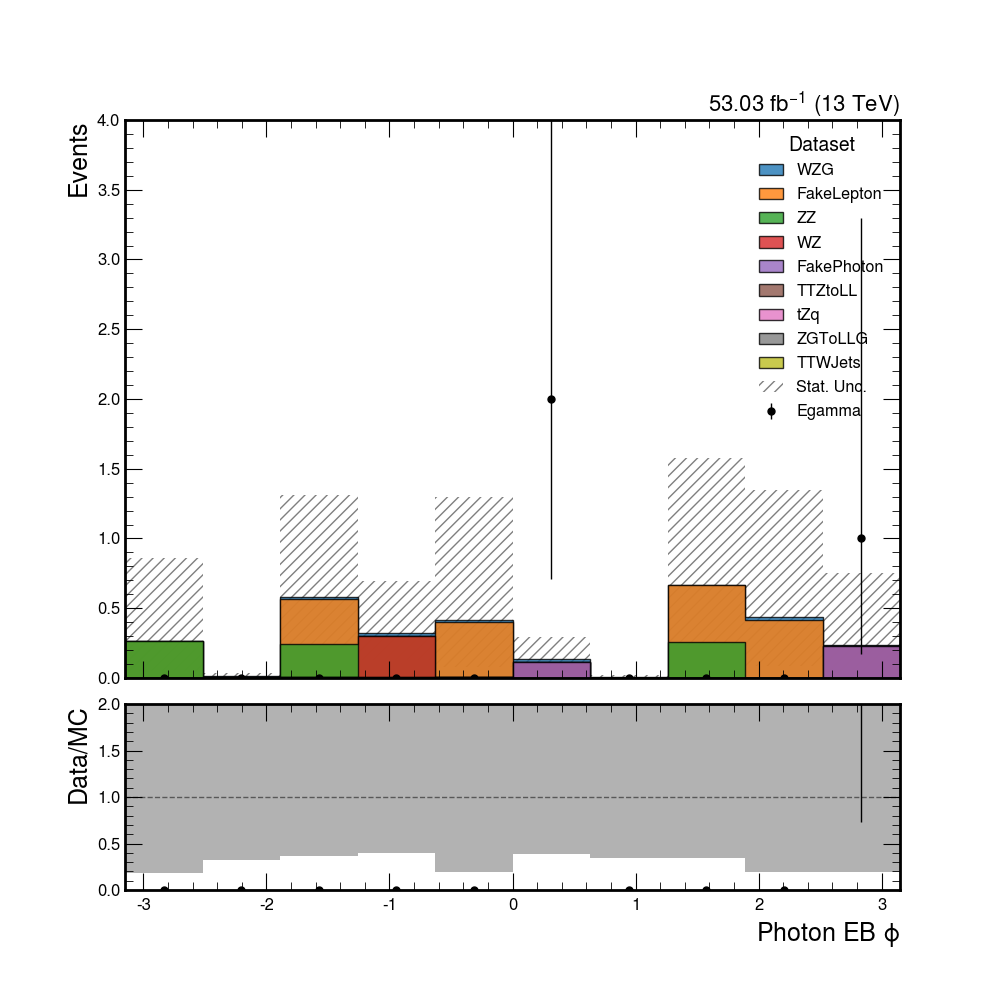 53.03 fb⁻¹ (13 TeV)
Events
4.0
3.5
3.0
2.5
2.0
1.5
1.0
0.5
0.0
Dataset
WZG
FakeLepton
ZZ
WZ
FakePhoton
TTZtoLL
tZq
ZGToLLG
TTWJets
Stat. Unc.
Egamma
Data/MC
2.0
1.5
1.0
0.5
0.0
-3 -2 -1 0 1 2 3
Photon EB ϕ